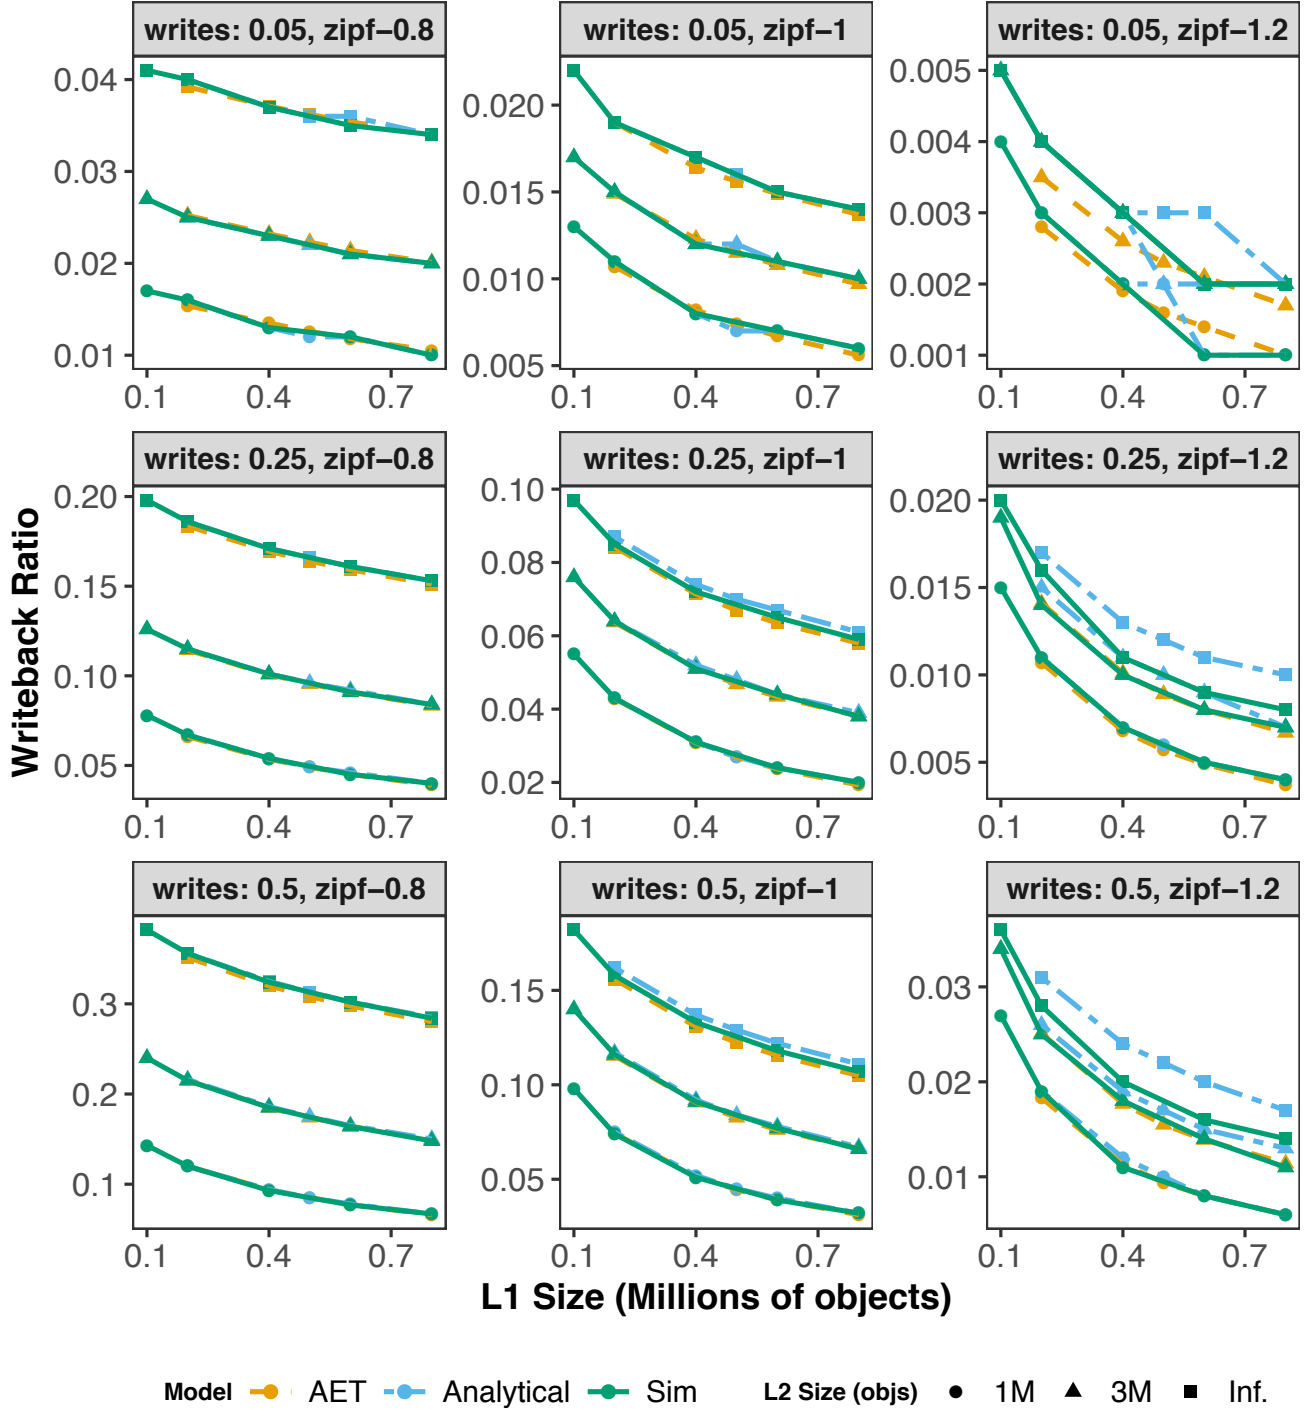 writes: 0.05, zipf−0.8
writes: 0.05, zipf−1
writes: 0.05, zipf−1.2
0.04
0.03
0.02
0.01
0.1 0.4 0.7
0.020
0.015
0.010
0.005
0.1 0.4 0.7
0.005
0.004
0.003
0.002
0.001
0.1 0.4 0.7
writes: 0.25, zipf−0.8
writes: 0.25, zipf−1
writes: 0.25, zipf−1.2
0.20
0.15
0.10
0.05
0.1 0.4 0.7
0.10
0.08
0.06
0.04
0.02
0.1 0.4 0.7
0.020
0.015
0.010
0.005
0.1 0.4 0.7
Writeback Ratio
writes: 0.5, zipf−0.8
writes: 0.5, zipf−1
writes: 0.5, zipf−1.2
0.3
0.2
0.1
0.1 0.4 0.7
0.15
0.10
0.05
0.1 0.4 0.7
0.03
0.02
0.01
0.1 0.4 0.7
L1 Size (Millions of objects)
Model AET Analytical Sim L2 Size (objs) 1M 3M Inf.